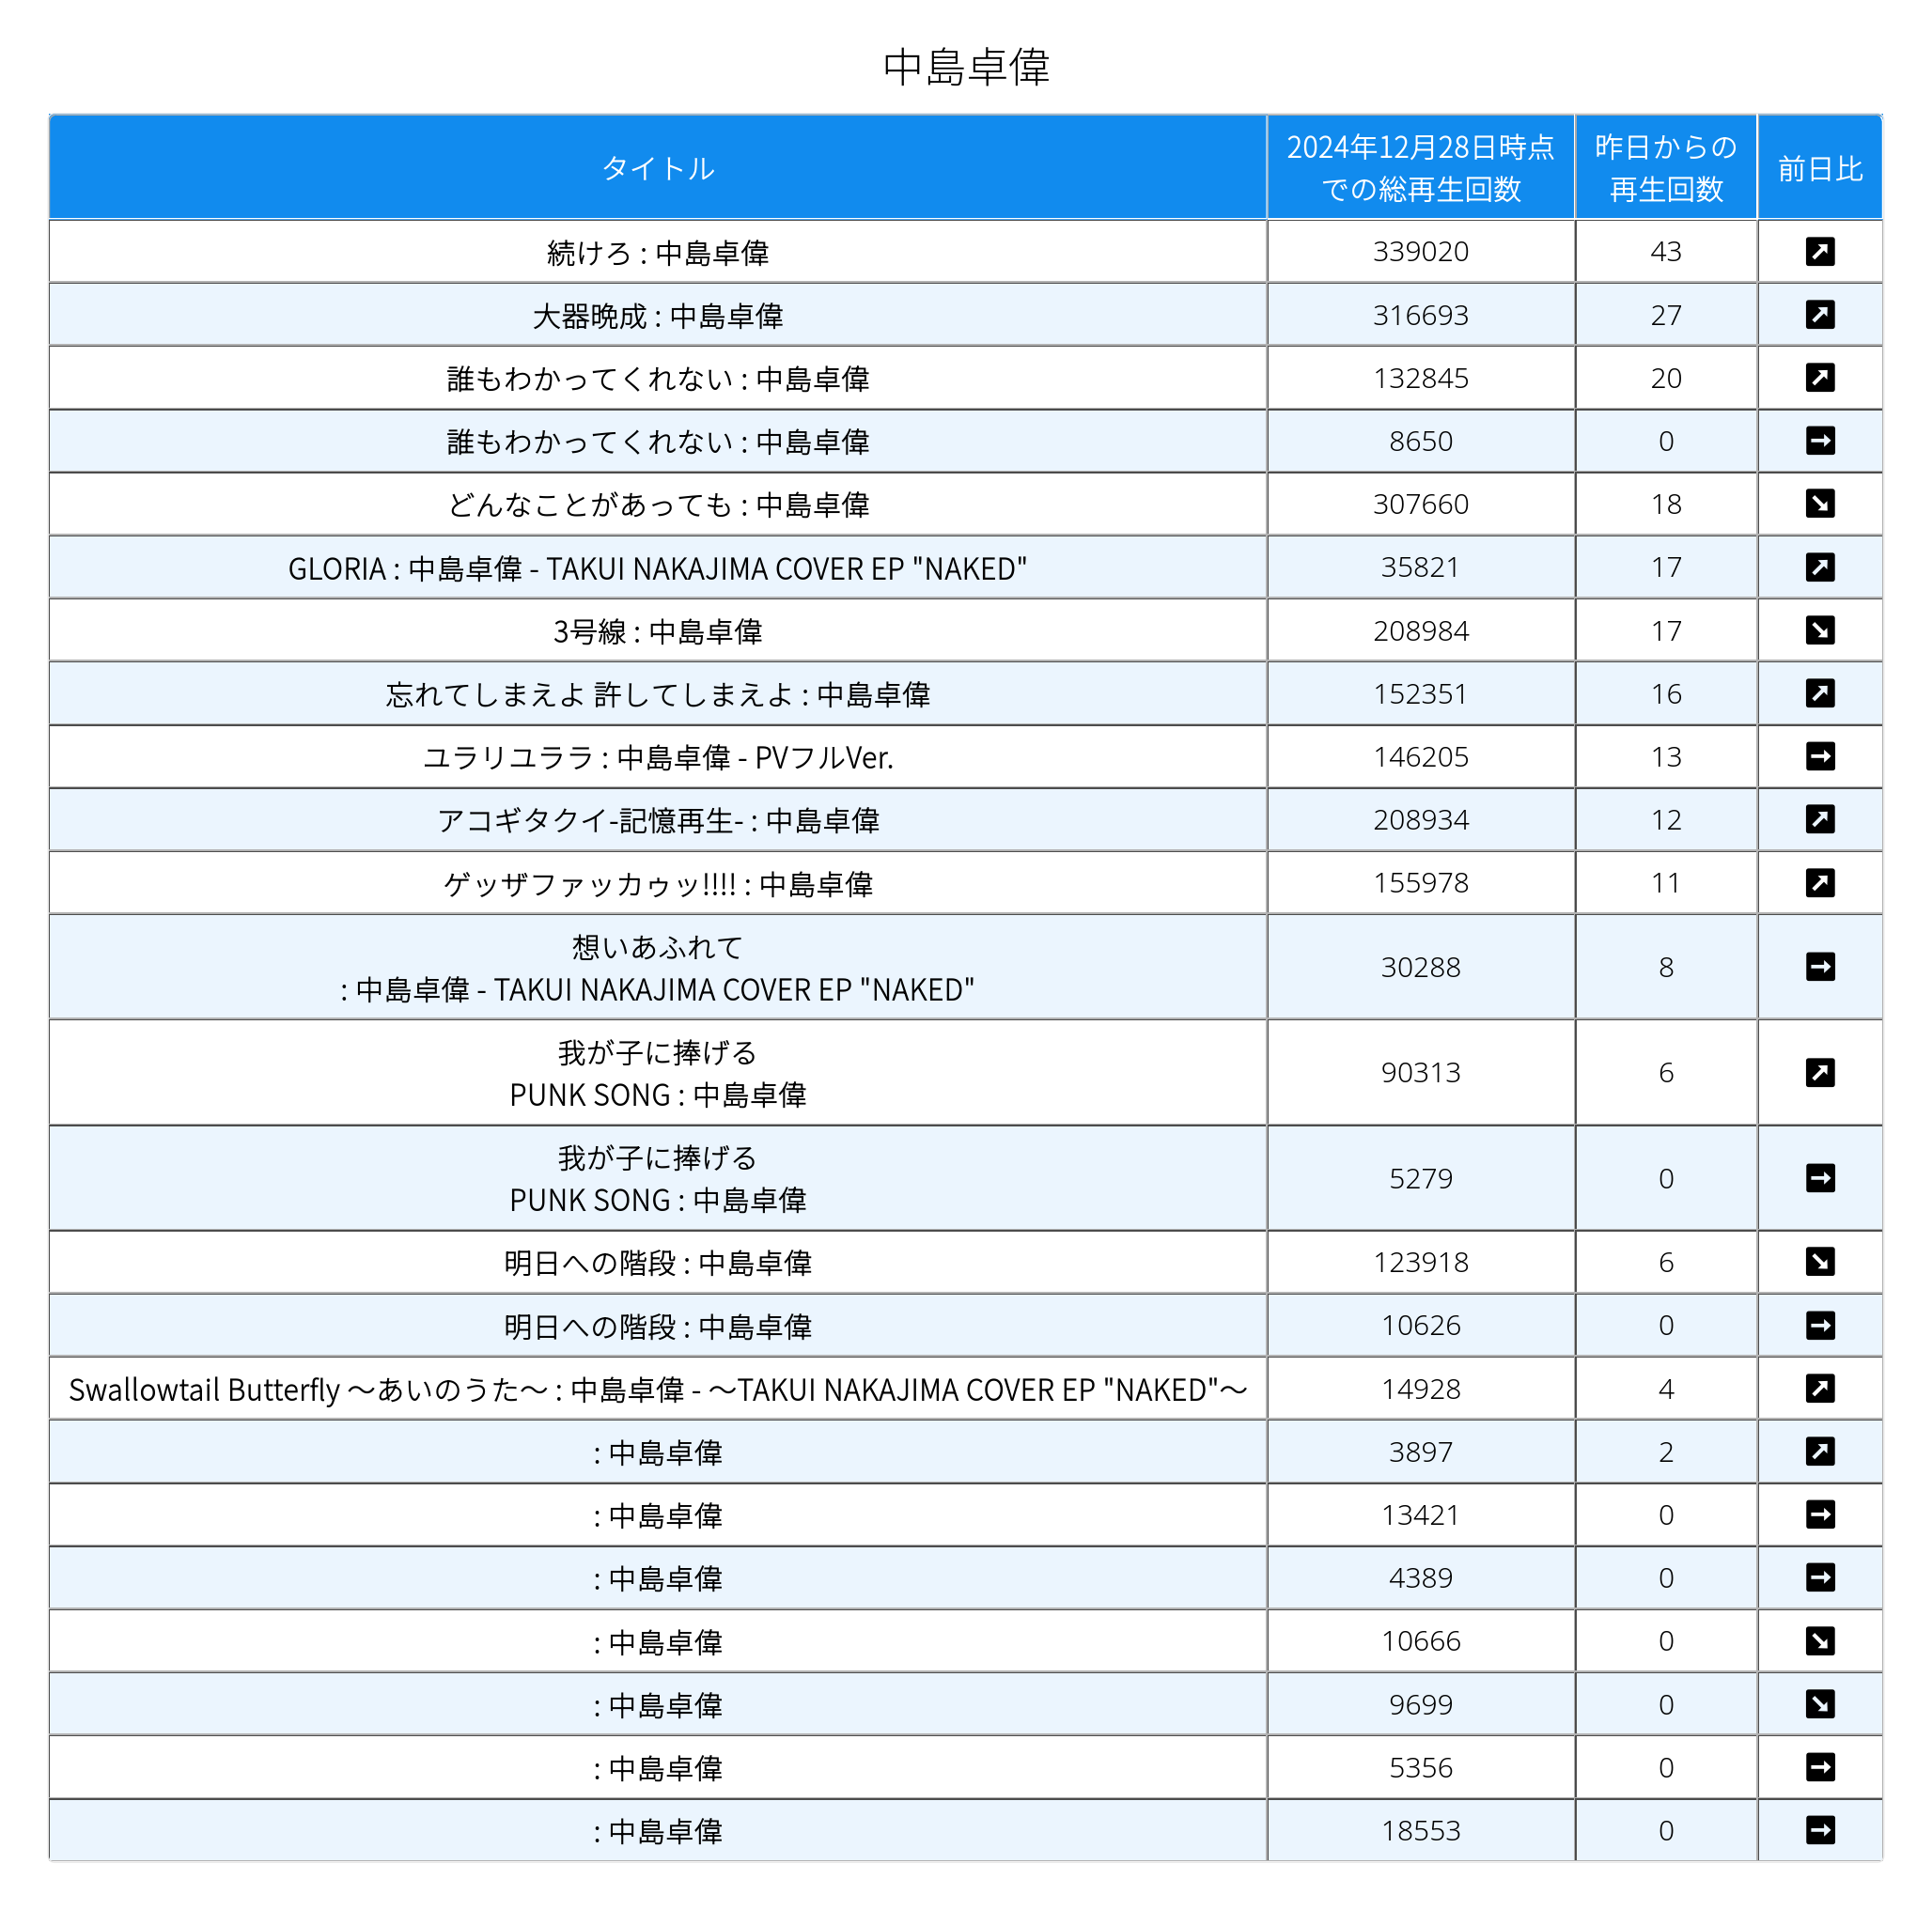 中島卓偉
タイトル 2024年12月28日時点での総再生回数 昨日からの再生回数 前日比
続けろ : 中島卓偉 339020 43 ↗
大器晩成 : 中島卓偉 316693 27 ↗
誰もわかってくれない : 中島卓偉 132845 20 ↗
誰もわかってくれない : 中島卓偉 8650 0 →
どんなことがあっても : 中島卓偉 307660 18 ↘
GLORIA : 中島卓偉 - TAKUI NAKAJIMA COVER EP "NAKED" 35821 17 ↗
3号線 : 中島卓偉 208984 17 ↘
忘れてしまえよ 許してしまえよ : 中島卓偉 152351 16 ↗
ユラリユララ : 中島卓偉 - PVフルVer. 146205 13 →
アコギタクイ-記憶再生- : 中島卓偉 208934 12 ↗
ゲッザファッカゥッ!!!! : 中島卓偉 155978 11 ↗
想いあふれて
: 中島卓偉 - TAKUI NAKAJIMA COVER EP "NAKED" 30288 8 →
我が子に捧げる
PUNK SONG : 中島卓偉 90313 6 ↗
我が子に捧げる
PUNK SONG : 中島卓偉 5279 0 →
明日への階段 : 中島卓偉 123918 6 ↘
明日への階段 : 中島卓偉 10626 0 →
Swallowtail Butterfly 〜あいのうた〜 : 中島卓偉 - 〜TAKUI NAKAJIMA COVER EP "NAKED"〜 14928 4 ↗
: 中島卓偉 3897 2 ↗
: 中島卓偉 13421 0 →
: 中島卓偉 4389 0 →
: 中島卓偉 10666 0 ↘
: 中島卓偉 9699 0 ↘
: 中島卓偉 5356 0 →
: 中島卓偉 18553 0 →